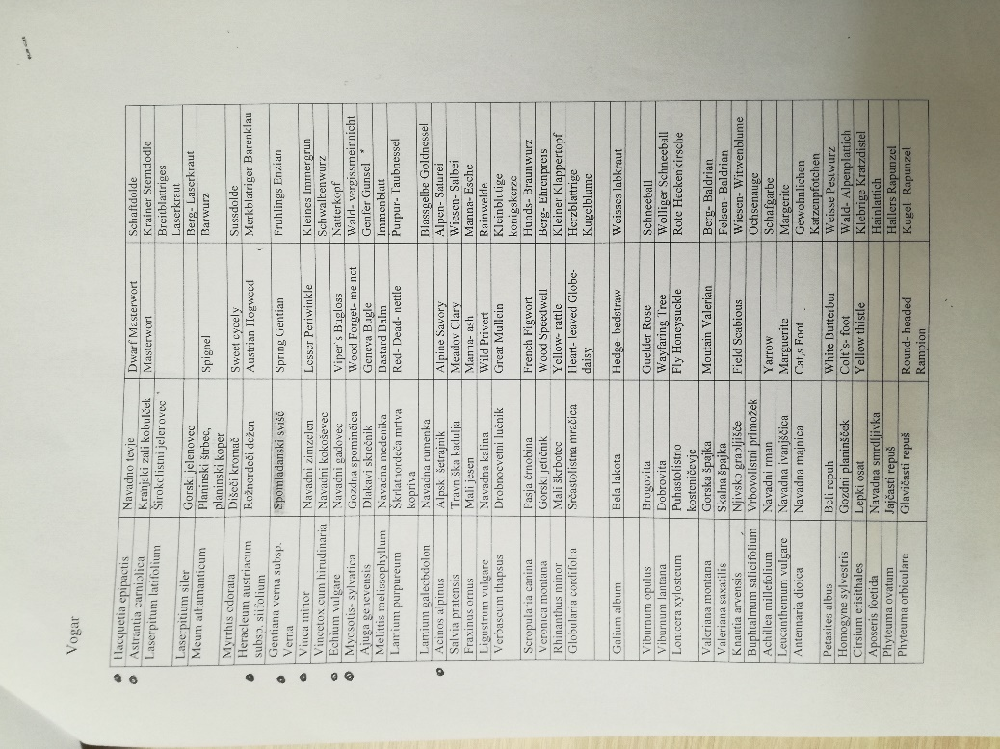 Vogar
Hacquetia epipactis Navadno tevje Dwarf Masterwort Schaftdolde
Astrantia carniolica Kranjski zali kobulček Masterwort Krainer Sterndodle
Laserpitium latifolium Širokolistni jelenovec Breitblattriges
Laserkraut
Laserpitium siler Gorski jelenovec Berg- Laserkraut
Meum athamanticum Planinski štrbec, Spignel Barwurz
planinski koper
Myrrhis odorata Dišeči kromač Sweet cycely Sussdolde
Heracleum austriacum Rožnordeči dežen Austrian Hogweed Merkblatriger Barenklau
subsp. siifolium
Gentiana verna subsp. Spomladanski svišč Spring Gentian Fruhlings Enzian
Verna
Vinca minor Navadni zimzelen Lesser Periwinkle Kleines Immergrun
Vincetoxicum hirudinaria Navadni kokoševec Schwalbenwurz
Echium vulgare Navadni gadovec Viper's Bugloss Natterkopf
Myosotis- sylvatica Gozdna spominčica Wood Forget- me not Wald- vergissmeinnicht
Ajuga genevensis Dlakavi skrečnik Geneva Bugle Genfer Gunsel
Melittis melissophyllum Navadna medenika Bastard Balm Immenblatt
Lamium purpureum Škrlatnordeča mrtva Red- Dead- nettle Purpur- Taubnessel
kopriva
Lamium galeobdolon Navadna rumenka Blassgelbe Goldnessel
Acinos alpinus Alpski šetrajnik Alpine Savory Alpen- Saturei
Salvia pratensis Travniška kadulja Meadov Clary Wiesen- Salbei
Fraxinus ornus Mali jesen Manna- ash Manna- Esche
Ligustrum vulgare Navadna kalina Wild Privert Rainweide
Verbascum thapsus Drobnocvetni lučnik Great Mullein Kleinblutige
konigskerze
Scropularia canina Pasja črnobina French Figwort Hunds- Braunwurz
Veronica montana Gorski jetičnik Wood Speedwell Berg- Ehrenpreis
Rhinanthus minor Mali škrbotec Yellow- rattle Kleiner Klappertopf
Globularia cordifolia Srčastolistna mračica Heart- leaved Globe- Herzblattrige
daisy Kugelblume
Galium album Bela lakota Hedge- bedstraw Weisses labkraut
Viburnum opulus Brogovita Guelder Rose Schneeball
Viburnum lantana Dobrovita Wayfaring Tree Wolliger Schneeball
Lonicera xylosteum Puhastolistno Fly Honeysuckle Rote Heckenkirsche
kosteničevje
Valeriana montana Gorska špajka Moutain Valerian Berg- Baldrian
Valeriana saxatilis Skalna špajka Felsen- Baldrian
Knautia arvensis Njivsko grabljišče Field Scabious Wiesen- Witwenblume
Buphtalmum salicifolium Vrbovolistni primožek Ochsenauge
Achillea millefolium Navadni rman Yarrow Schafgarbe
Leucanthemum vulgare Navadna ivanjščica Marguerite Margerite
Antennaria dioica Navadna majnica Cat,s Foot Gewohnlichen
Katzenpfotchen
Petasites albus Beli repuh White Butterbur Weisse Pestwurz
Homogyne sylvestris Gozdni planinšček Colt's- foot Wald- Alpenplattich
Cirsium erisithales Lepki osat Yellow thistle Klebrige Kratzdistel
Aposeris foetida Navadna smrdljivka Hainlattich
Phyteuma ovatum Jajčasti repuš Hallers Rapunzel
Phyteuma orbiculare Glavičasti repuš Round- headed Kugel- Rapunzel
Rampion